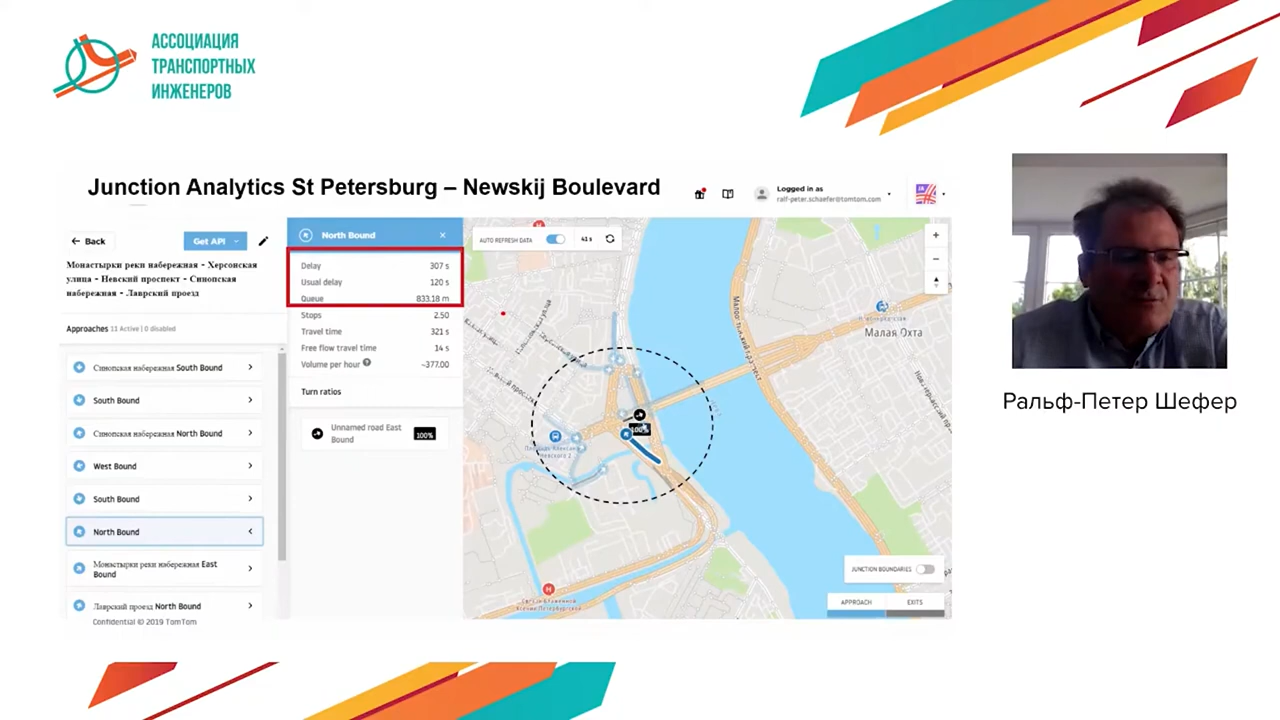 АССОЦИАЦИЯ
ТРАНСПОРТНЫХ
ИНЖЕНЕРОВ
Junction Analytics St Petersburg – Newskij Boulevard
Logged in as
ralf-peter.schaefer@tomtom.com
Back
Get API
Монастырки реки набережная - Херсонская
улица - Невский проспект - Синопская
набережная - Лаврский проезд
Approaches 11 Active | 0 disabled
Синопская набережная South Bound
South Bound
Синопская набережная North Bound
West Bound
South Bound
North Bound
Монастырки реки набережная East
Bound
Лаврский проезд North Bound
Confidential © 2019 TomTom
North Bound
Delay 307 s
Usual delay 120 s
Queue 833.18 m
Stops 2.50
Travel time 321 s
Free flow travel time 14 s
Volume per hour ~377.00
Turn ratios
Unnamed road East
Bound
100%
AUTO REFRESH DATA 41 s
Малая Охта
100%
JUNCTION BOUNDARIES
APPROACH EXITS
Ральф-Петер Шефер